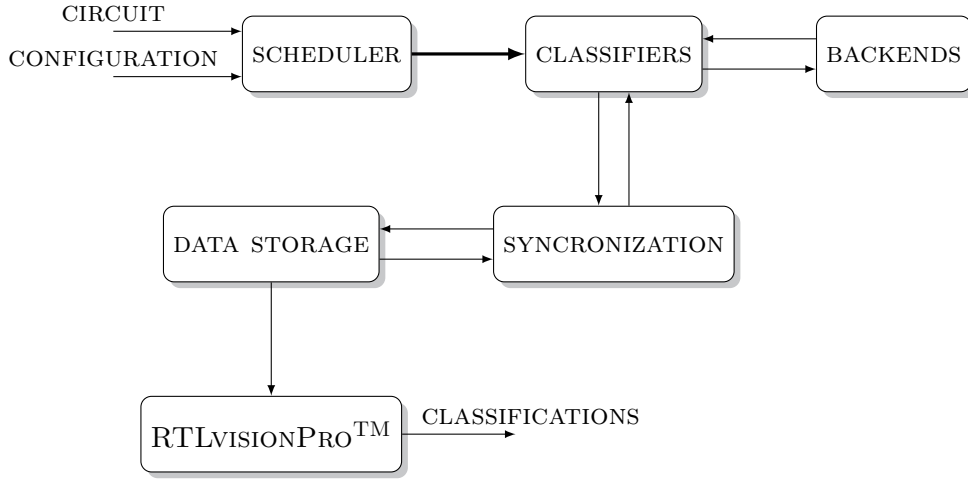 CIRCUIT
CONFIGURATION
SCHEDULER
CLASSIFIERS
BACKENDS
DATA STORAGE
SYNCRONIZATION
RTLVISIONPRO™
CLASSIFICATIONS